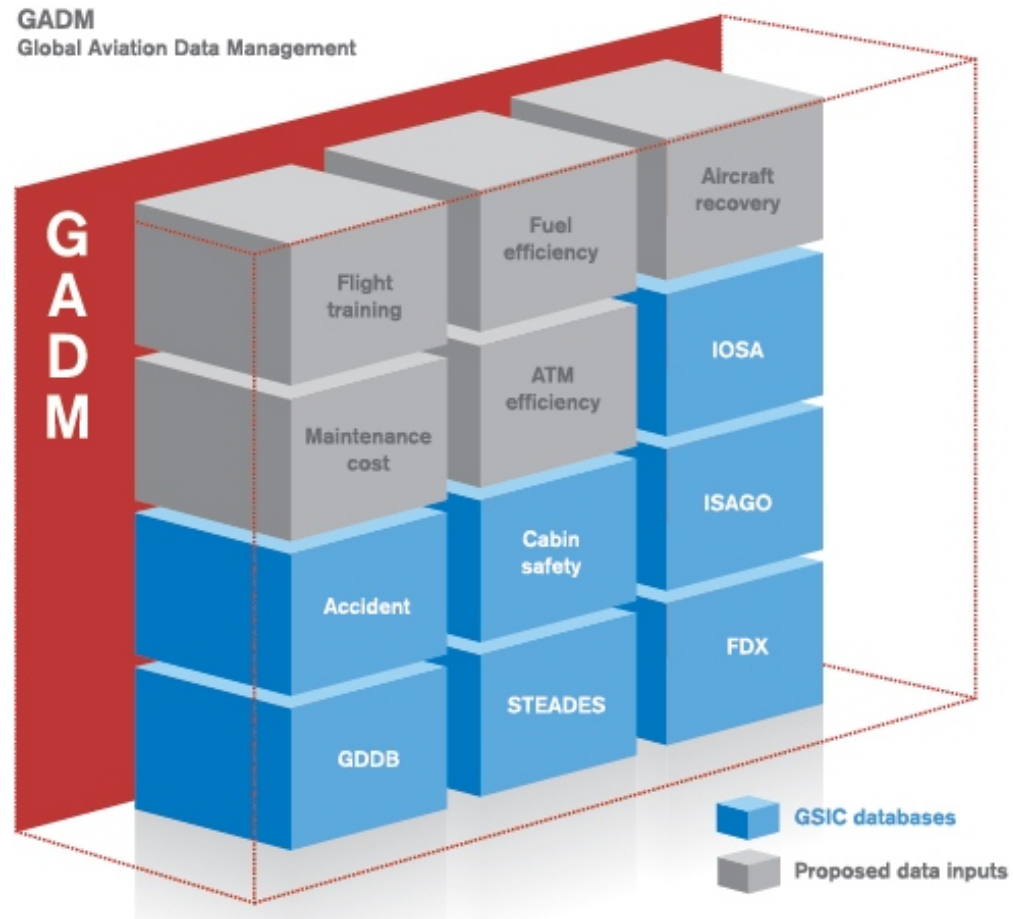 GADM
Global Aviation Data Management
G
A
D
M
Flight
training
Fuel
efficiency
Aircraft
recovery
Maintenance
cost
ATM
efficiency
IOSA
Accident
Cabin
safety
ISAGO
GDDB
STEADES
FDX
GSIC databases
Proposed data inputs